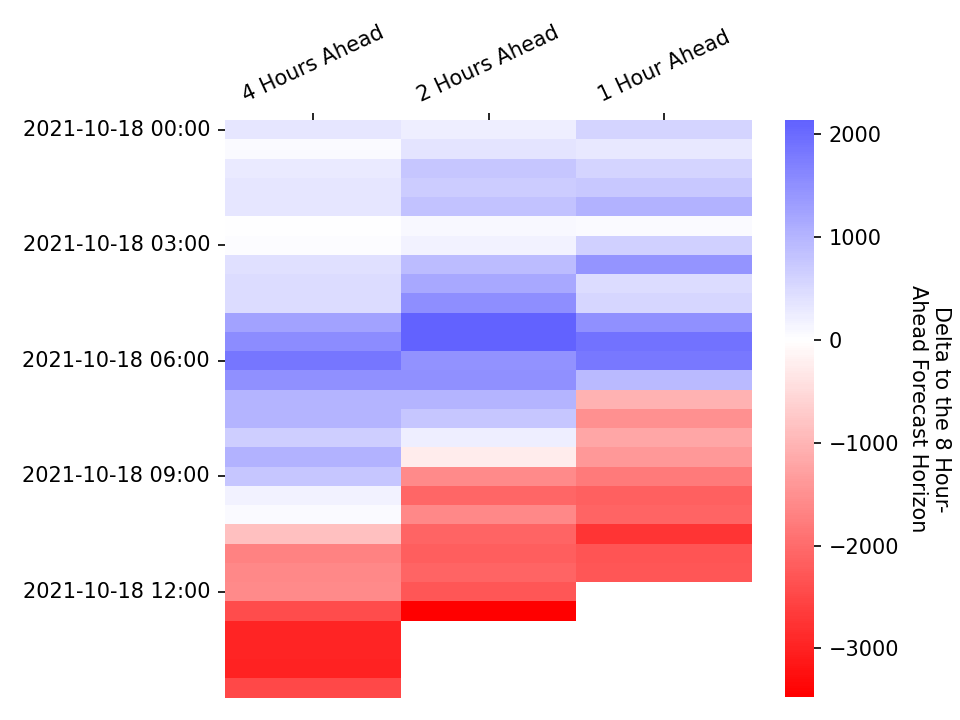 4 Hours Ahead
2 Hours Ahead
1 Hour Ahead
2021-10-18 00:00
2021-10-18 03:00
2021-10-18 06:00
2021-10-18 09:00
2021-10-18 12:00
2000
1000
0
−1000
−2000
−3000
Delta to the 8 Hour-
Ahead Forecast Horizon